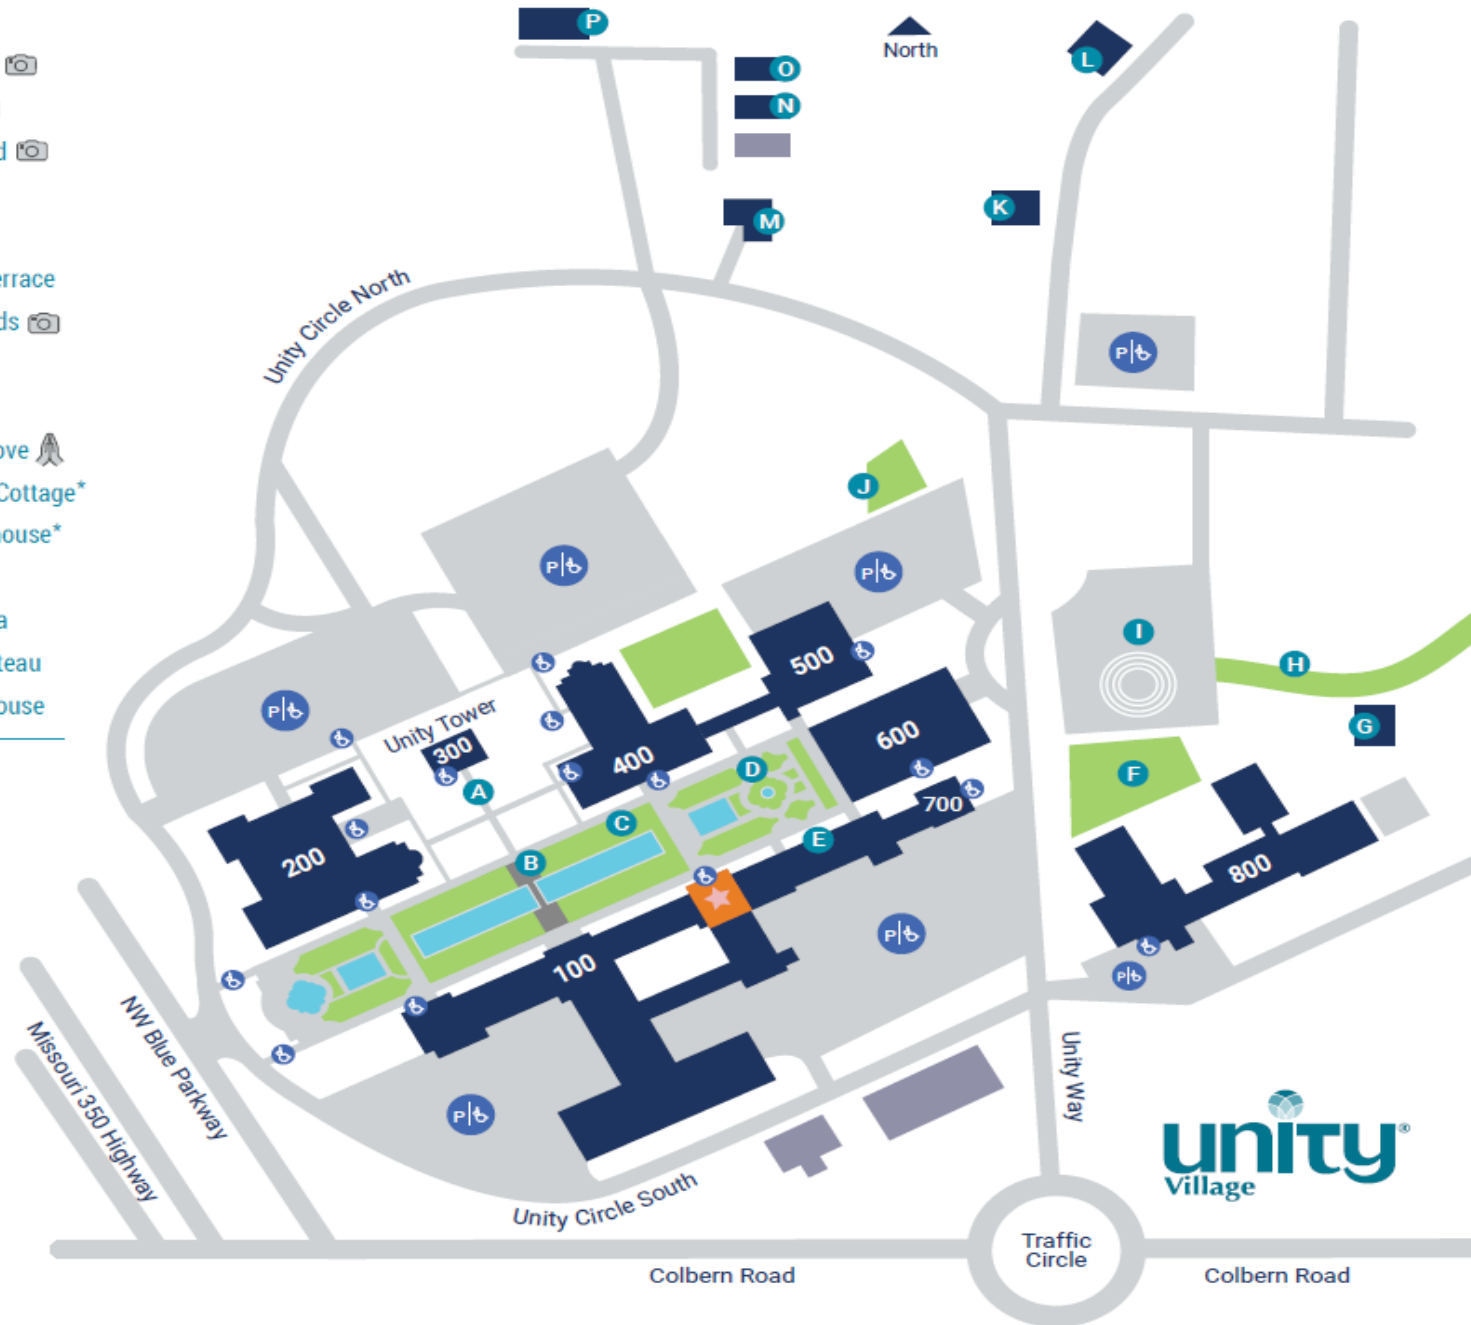 errace
ds
ove
Cottage*
house*
a
teau
ouse
d
P
O
N
M
North
L
K
Unity Circle North
P
J
P
P
I
H
G
F
500
600
Unity Tower
300
400
D
A
700
C
E
B
200
800
P
P
100
P
Missouri 350 Highway
NW Blue Parkway
Unity Way
unity®
Village
Unity Circle South
Traffic
Circle
Colbern Road
Colbern Road